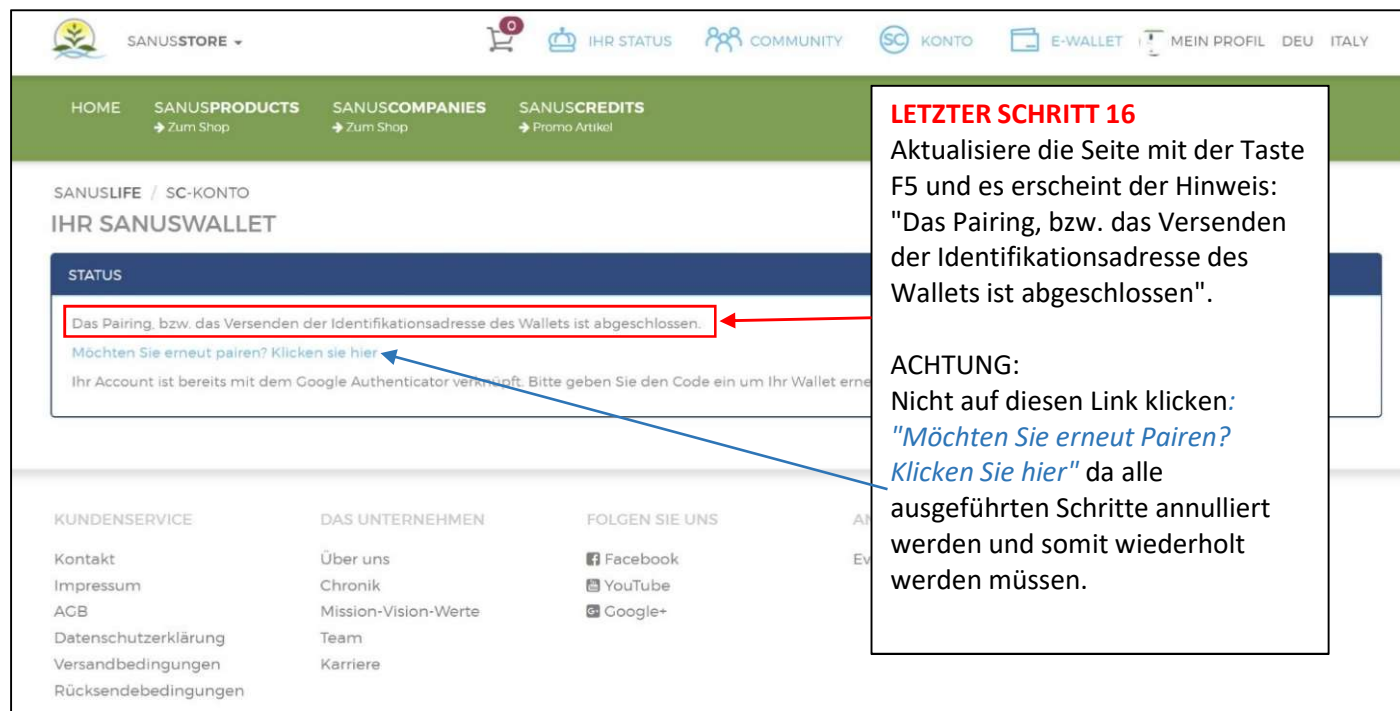 SANUSSTORE
0
IHR STATUS
COMMUNITY
SC KONTO
E-WALLET
MEIN PROFIL
DEU
ITALY
HOME
SANUSPRODUCTS
→ Zum Shop
SANUSCOMPANIES
→ Zum Shop
SANUSCREDITS
→ Promo Artikel
SANUSLIFE / SC-KONTO
IHR SANUSWALLET
STATUS
Das Pairing, bzw. das Versenden der Identifikationsadresse des Wallets ist abgeschlossen.
Möchten Sie erneut pairen? Klicken sie hier
Ihr Account ist bereits mit dem Google Authenticator verknüpft. Bitte geben Sie den Code ein um Ihr Wallet erne
LETZTER SCHRITT 16
Aktualisiere die Seite mit der Taste
F5 und es erscheint der Hinweis:
"Das Pairing, bzw. das Versenden
der Identifikationsadresse des
Wallets ist abgeschlossen".
ACHTUNG:
Nicht auf diesen Link klicken:
"Möchten Sie erneut Pairen?
Klicken Sie hier" da alle
ausgeführten Schritte annulliert
werden und somit wiederholt
werden müssen.
KUNDENSERVICE
Kontakt
Impressum
AGB
Datenschutzerklärung
Versandbedingungen
Rücksendebedingungen
DAS UNTERNEHMEN
Über uns
Chronik
Mission-Vision-Werte
Team
Karriere
FOLGEN SIE UNS
Facebook
YouTube
Google+